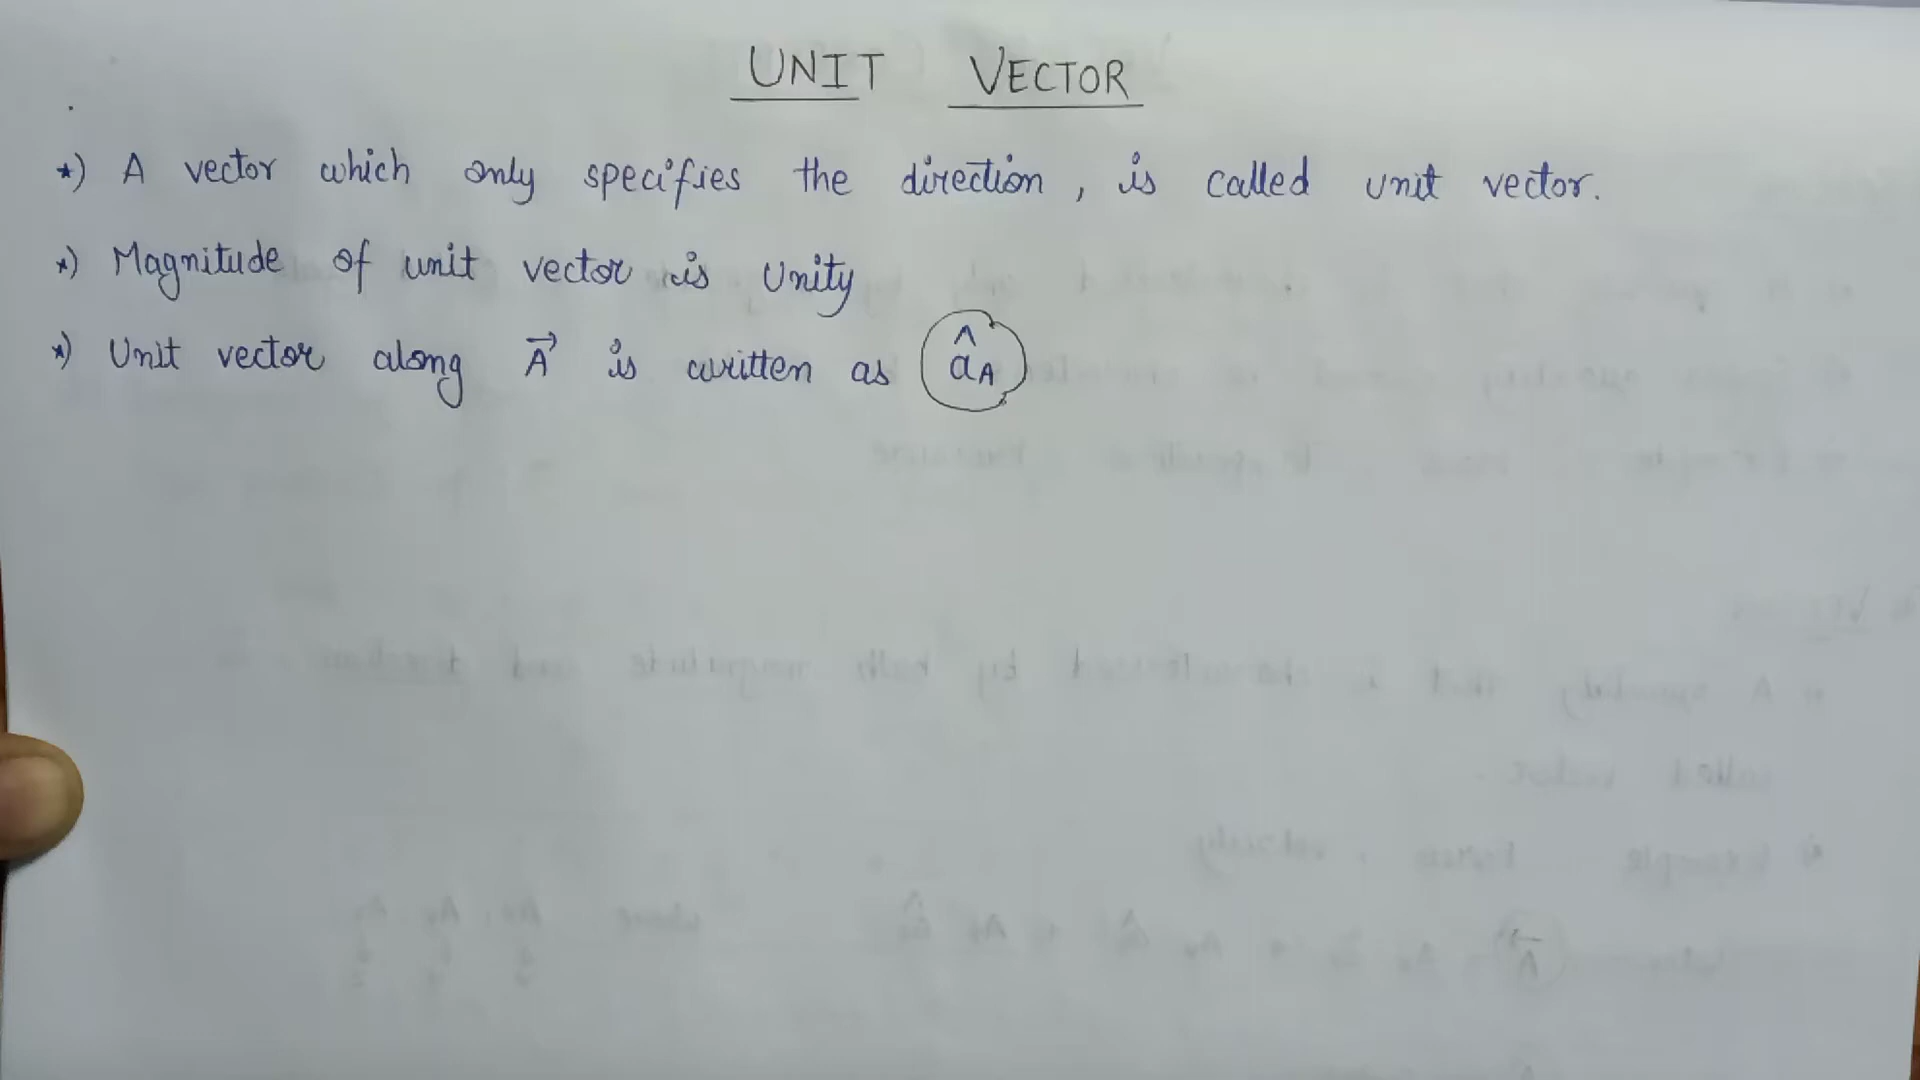 UNIT VECTOR
*) A vector which only specifies the direction, is called unit vector.
*) Magnitude of unit vector is Unity
*) Unit vector along A⃗ is written as â_A